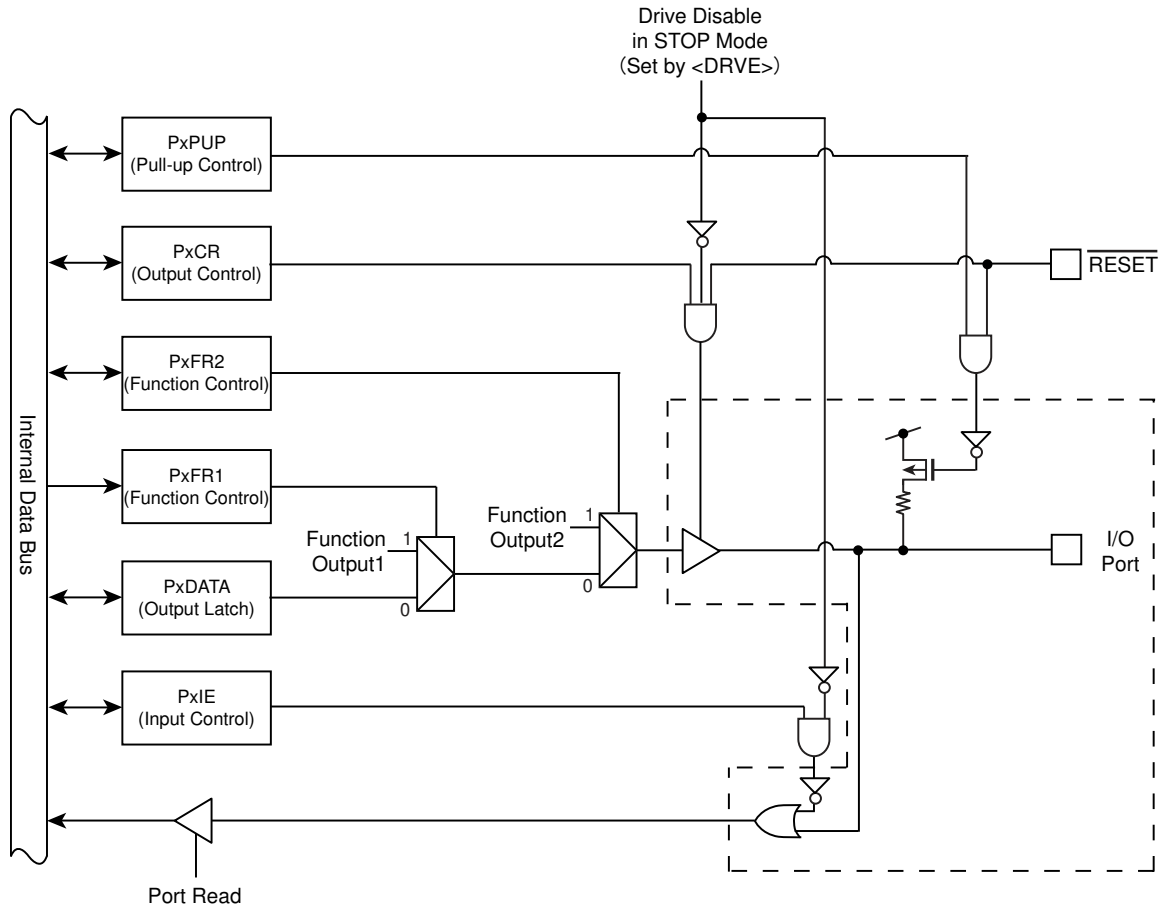 Drive Disable
in STOP Mode
(Set by <DRVE>)
PxPUP
(Pull-up Control)
PxCR
(Output Control)
RESET
PxFR2
(Function Control)
Internal Data Bus
PxFR1
(Function Control)
Function
Output1
1
0
Function
Output2
1
0
I/O
Port
PxDATA
(Output Latch)
PxIE
(Input Control)
Port Read